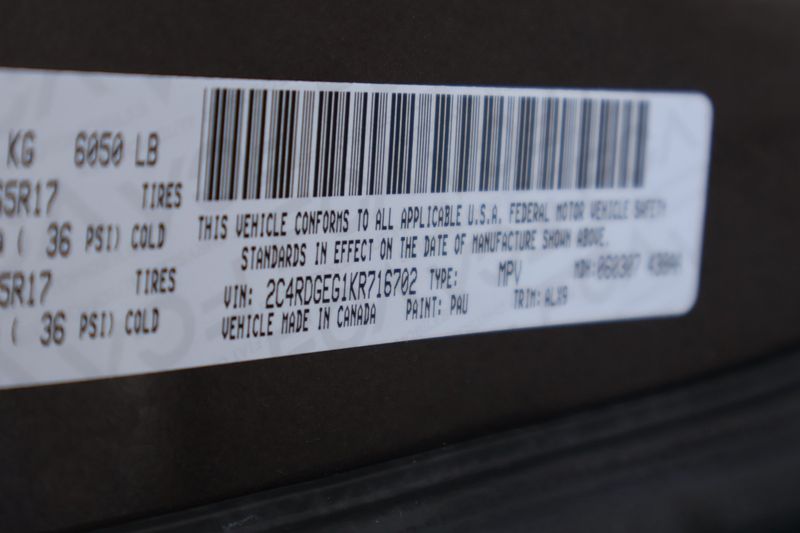 KG 6050 LB
65R17 TIRES
( 36 PSI) COLD
5R17 TIRES
( 36 PSI) COLD
THIS VEHICLE CONFORMS TO ALL APPLICABLE U.S.A. FEDERAL MOTOR VEHICLE SAFETY
STANDARDS IN EFFECT ON THE DATE OF MANUFACTURE SHOWN ABOVE.
VIN: 2C4RDGEG1KR716702 TYPE: MPV MDH:
VEHICLE MADE IN CANADA PAINT: PAU TRIM: